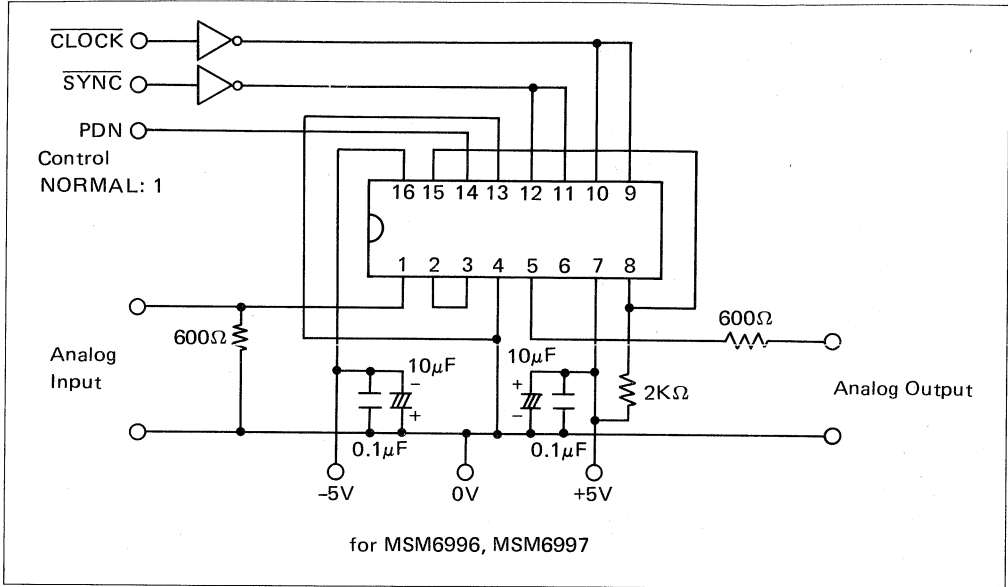 CLOCK
SYNC
PDN
Control
NORMAL: 1
16 15 14 13 12 11 10 9
1 2 3 4 5 6 7 8
600Ω
600Ω
Analog
Input
10μF
10μF
2KΩ
Analog Output
0.1μF
0.1μF
–5V
0V
+5V
for MSM6996, MSM6997